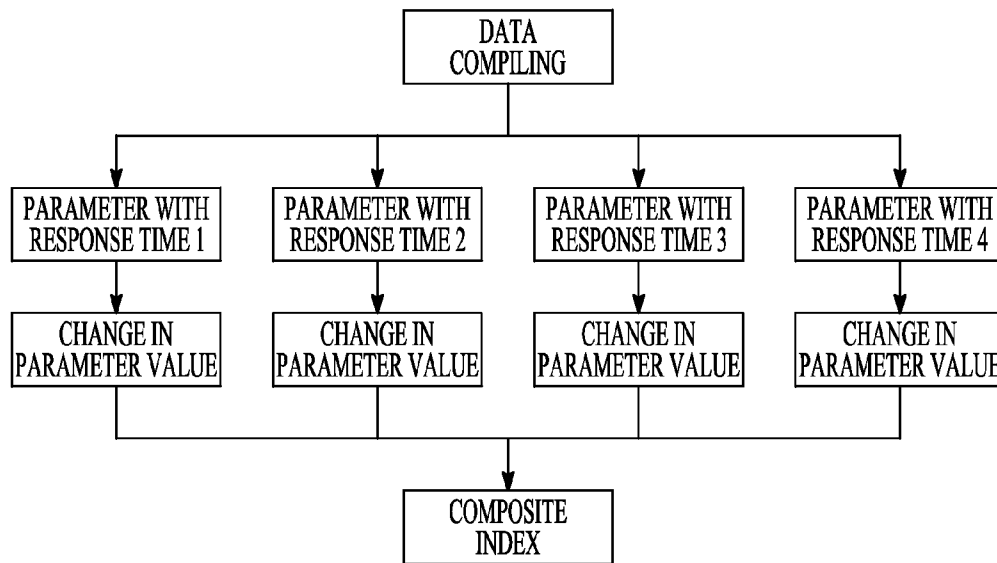 DATA
COMPILING
PARAMETER WITH
RESPONSE TIME 1
PARAMETER WITH
RESPONSE TIME 2
PARAMETER WITH
RESPONSE TIME 3
PARAMETER WITH
RESPONSE TIME 4
CHANGE IN
PARAMETER VALUE
CHANGE IN
PARAMETER VALUE
CHANGE IN
PARAMETER VALUE
CHANGE IN
PARAMETER VALUE
COMPOSITE
INDEX